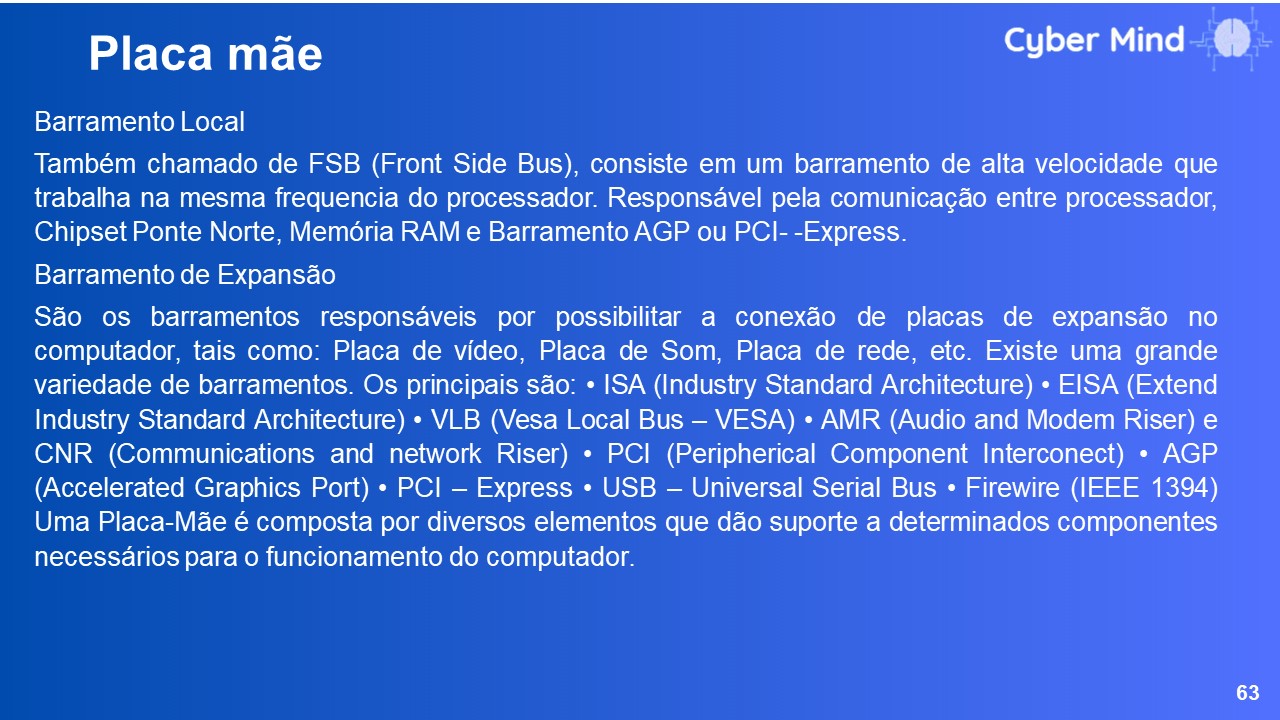 Placa mãe
Cyber Mind
Barramento Local
Também chamado de FSB (Front Side Bus), consiste em um barramento de alta velocidade que
trabalha na mesma frequencia do processador. Responsável pela comunicação entre processador,
Chipset Ponte Norte, Memória RAM e Barramento AGP ou PCI- -Express.
Barramento de Expansão
São os barramentos responsáveis por possibilitar a conexão de placas de expansão no
computador, tais como: Placa de vídeo, Placa de Som, Placa de rede, etc. Existe uma grande
variedade de barramentos. Os principais são: • ISA (Industry Standard Architecture) • EISA (Extend
Industry Standard Architecture) • VLB (Vesa Local Bus – VESA) • AMR (Audio and Modem Riser) e
CNR (Communications and network Riser) • PCI (Peripherical Component Interconect) • AGP
(Accelerated Graphics Port) • PCI – Express • USB – Universal Serial Bus • Firewire (IEEE 1394)
Uma Placa-Mãe é composta por diversos elementos que dão suporte a determinados componentes
necessários para o funcionamento do computador.
63